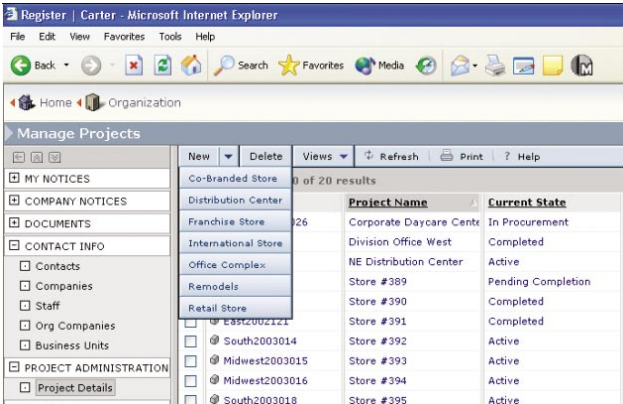 Register | Carter - Microsoft Internet Explorer
File Edit View Favorites Tools Help
Back Search Favorites Media
Home Organization
Manage Projects
New Delete Views Refresh Print ? Help
MY NOTICES
COMPANY NOTICES
DOCUMENTS
CONTACT INFO
Contacts
Companies
Staff
Org Companies
Business Units
PROJECT ADMINISTRATION
Project Details
Co-Branded Store
Distribution Center
Franchise Store
International Store
Office Complex
Remodels
Retail Store
0 of 20 results
Project Name Current State
26 Corporate Daycare Cente In Procurement
Division Office West Completed
NE Distribution Center Active
Store #389 Pending Completion
Store #390 Completed
East2002121 Store #391 Completed
South2003014 Store #392 Active
Midwest2003015 Store #393 Active
Midwest2003016 Store #394 Active
South2003018 Store #395 Active